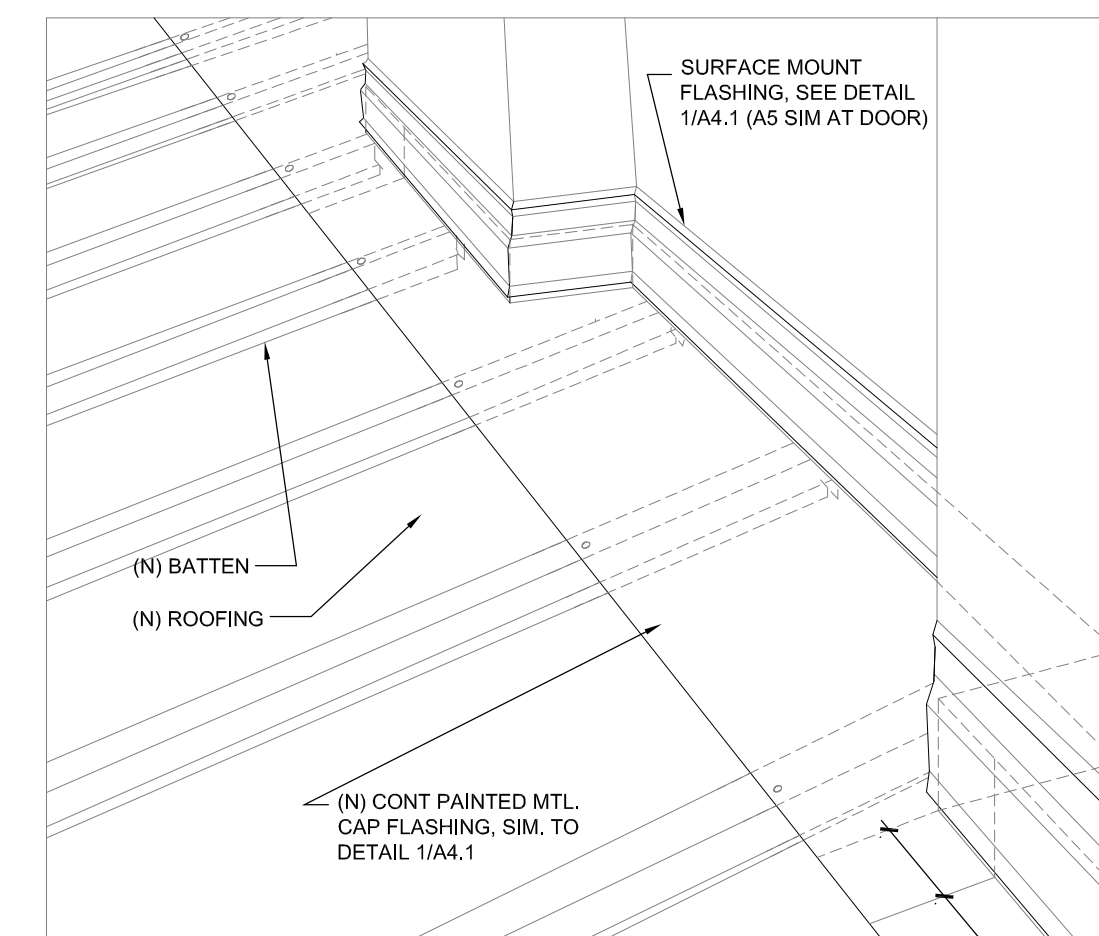 SURFACE MOUNT
FLASHING, SEE DETAIL
1/A4.1 (A5 SIM AT DOOR)
(N) BATTEN
(N) ROOFING
(N) CONT PAINTED MTL.
CAP FLASHING, SIM. TO
DETAIL 1/A4.1